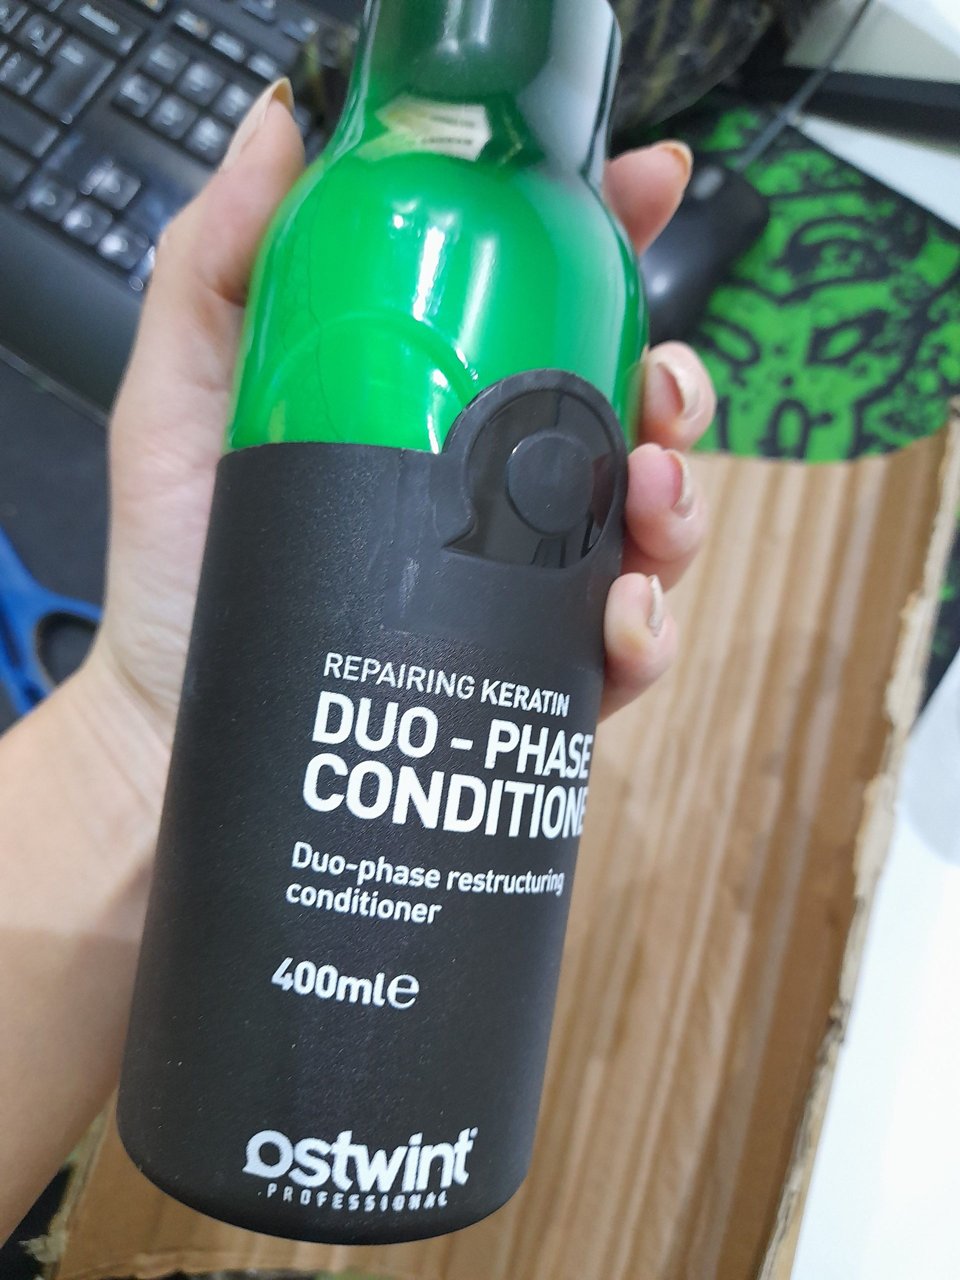 REPAIRING KERATIN
DUO - PHASE
CONDITIONE
Duo-phase restructuring
conditioner
400ml℮
Ostwint
PROFESSIONAL